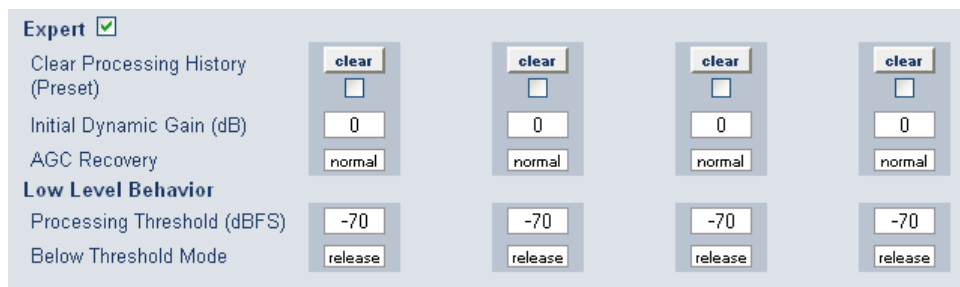 Expert
Clear Processing History clear clear clear clear
(Preset)
Initial Dynamic Gain (dB) 0 0 0 0
AGC Recovery normal normal normal normal
Low Level Behavior
Processing Threshold (dBFS) -70 -70 -70 -70
Below Threshold Mode release release release release